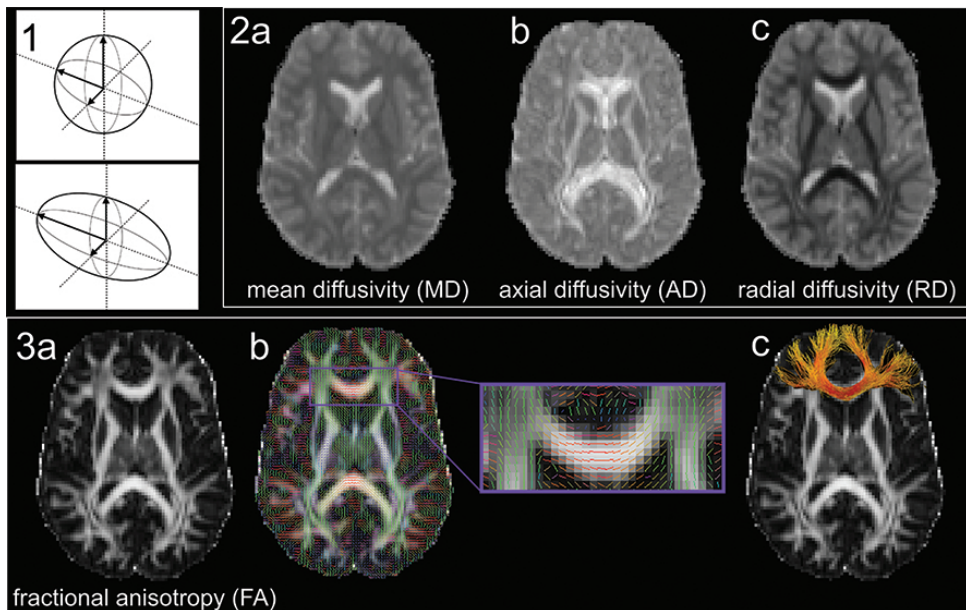 1
2a
b
c
mean diffusivity (MD)
axial diffusivity (AD)
radial diffusivity (RD)
3a
b
c
fractional anisotropy (FA)